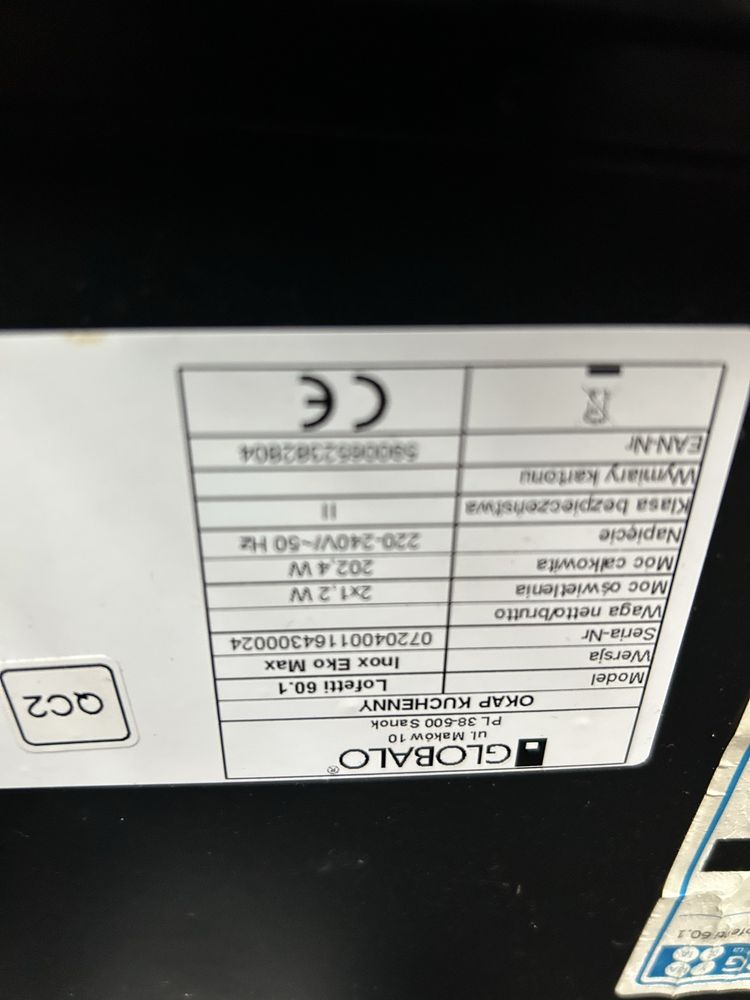 GLOBALO®
ul. Maków 10
PL 38-500 Sanok
OKAP KUCHENNY
Model Lofetti 60.1
Wersja Inox Eko Max
Seria-Nr 07204001164300024
Waga netto/brutto
Moc oświetlenia 2x1,2 W
Moc całkowita 202,4 W
Napięcie 220-240V/~50 Hz
Klasa bezpieczeństwa II
Wymiary kartonu
EAN-Nr 5900652382804
CE
QC2
60.1